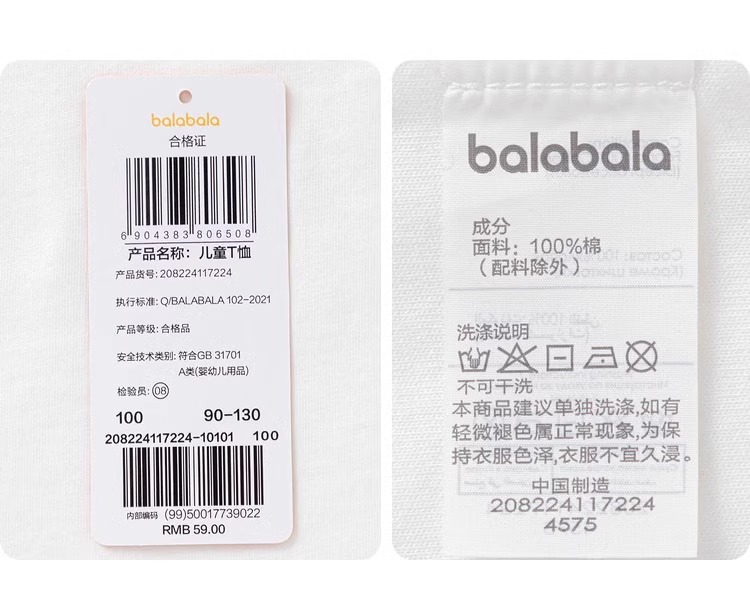 balabala
合格证
6 904383 806508
产品名称：儿童T恤
产品货号: 208224117224
执行标准: Q/BALABALA 102-2021
产品等级: 合格品
安全技术类别: 符合GB 31701
A类(婴幼儿用品)
检验员: 08
100 90-130
208224117224-10101 100
内部编码 (99)50017739022
RMB 59.00
balabala
成分
面料：100%棉
（配料除外）
洗涤说明
不可干洗
本商品建议单独洗涤,如有
轻微褪色属正常现象,为保
持衣服色泽,衣服不宜久浸。
中国制造
208224117224
4575